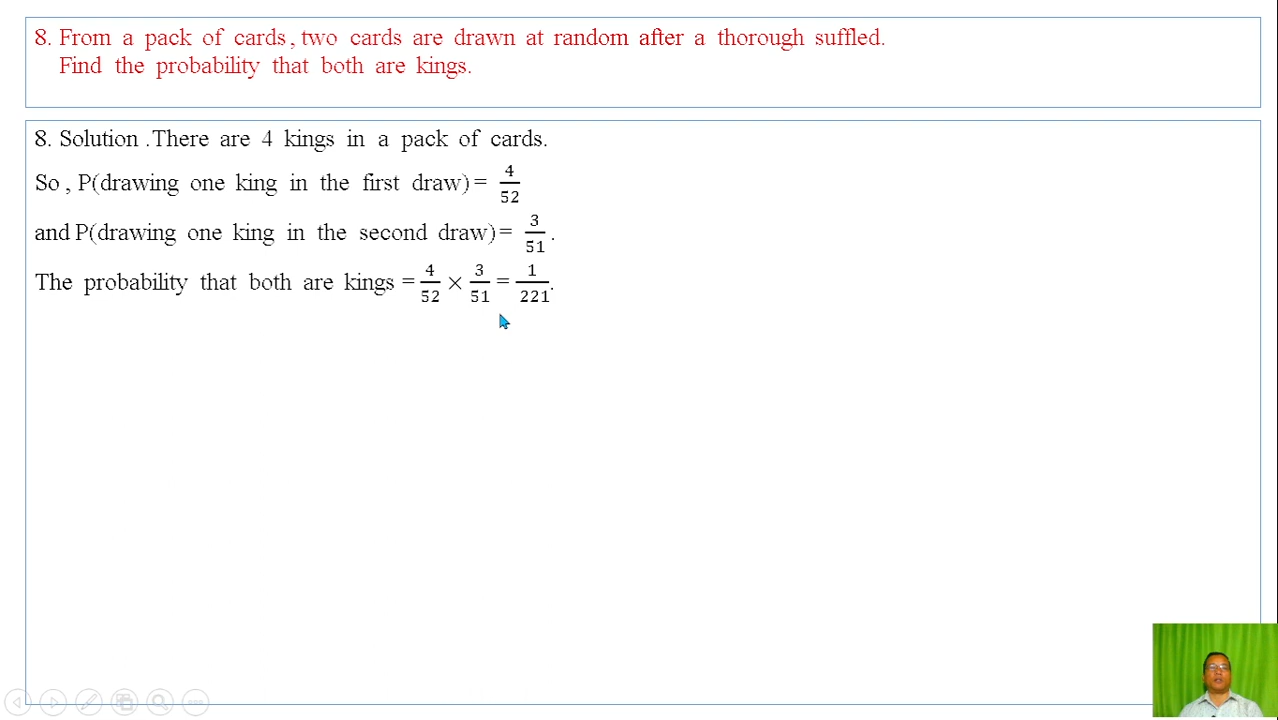 8. From a pack of cards , two cards are drawn at random after a thorough suffled.
Find the probability that both are kings.
8. Solution .There are 4 kings in a pack of cards.
So , P(drawing one king in the first draw)= 4/52
and P(drawing one king in the second draw)= 3/51 .
The probability that both are kings = 4/52 × 3/51 = 1/221.